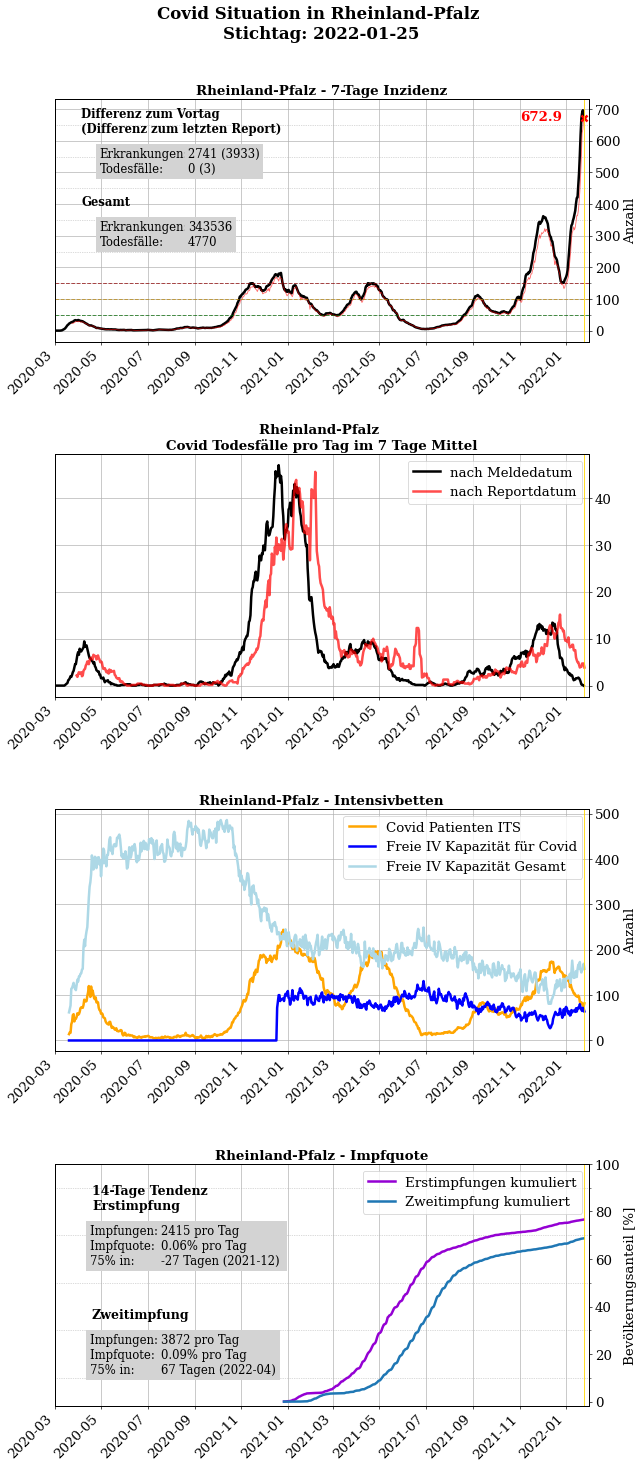 Covid Situation in Rheinland-Pfalz
Stichtag: 2022-01-25
Rheinland-Pfalz - 7-Tage Inzidenz
Differenz zum Vortag
(Differenz zum letzten Report)
Erkrankungen 2741 (3933)
Todesfälle: 0 (3)
Gesamt
Erkrankungen 343536
Todesfälle: 4770
672.9
700
600
500
400
300
200
100
0
Anzahl
2020-03
2020-05
2020-07
2020-09
2020-11
2021-01
2021-03
2021-05
2021-07
2021-09
2021-11
2022-01
Rheinland-Pfalz
Covid Todesfälle pro Tag im 7 Tage Mittel
nach Meldedatum
nach Reportdatum
40
30
20
10
0
2020-03
2020-05
2020-07
2020-09
2020-11
2021-01
2021-03
2021-05
2021-07
2021-09
2021-11
2022-01
Rheinland-Pfalz - Intensivbetten
Covid Patienten ITS
Freie IV Kapazität für Covid
Freie IV Kapazität Gesamt
500
400
300
200
100
0
Anzahl
2020-03
2020-05
2020-07
2020-09
2020-11
2021-01
2021-03
2021-05
2021-07
2021-09
2021-11
2022-01
Rheinland-Pfalz - Impfquote
14-Tage Tendenz
Erstimpfung
Impfungen: 2415 pro Tag
Impfquote: 0.06% pro Tag
75% in: -27 Tagen (2021-12)
Zweitimpfung
Impfungen: 3872 pro Tag
Impfquote: 0.09% pro Tag
75% in: 67 Tagen (2022-04)
Erstimpfungen kumuliert
Zweitimpfung kumuliert
100
80
60
40
20
0
Bevölkerungsanteil [%]
2020-03
2020-05
2020-07
2020-09
2020-11
2021-01
2021-03
2021-05
2021-07
2021-09
2021-11
2022-01